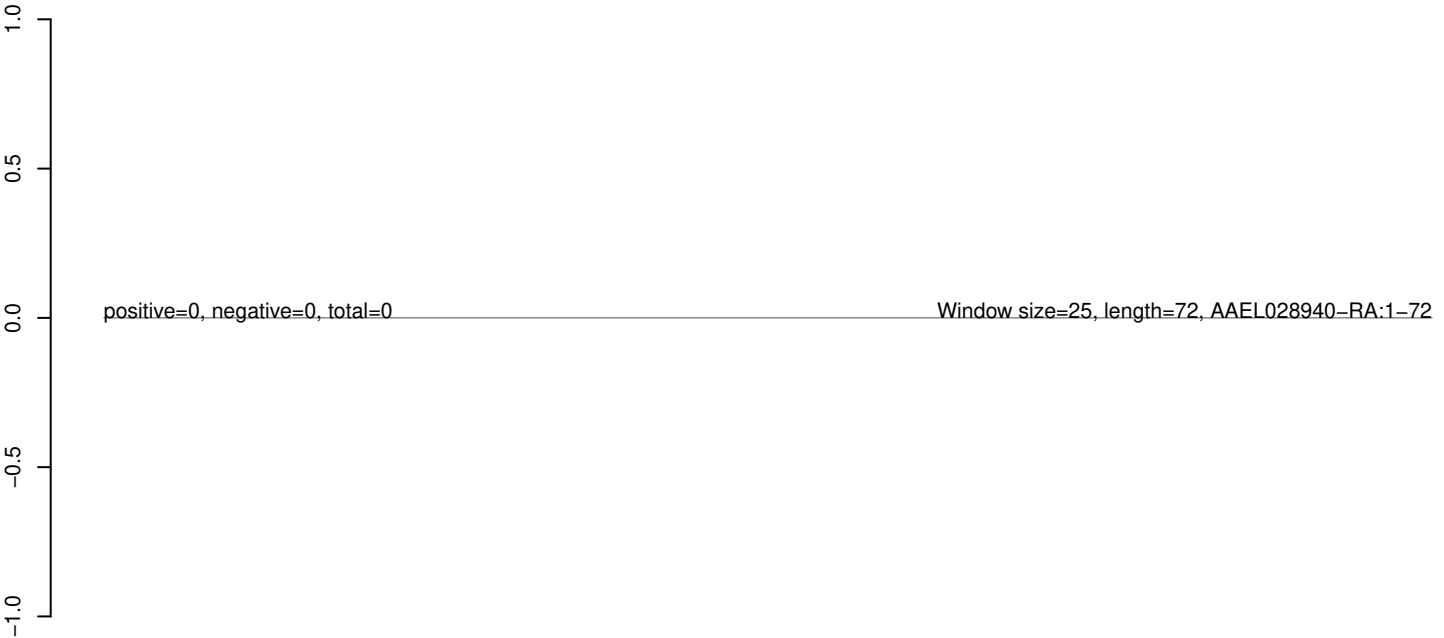 1.0
0.5
positive=0, negative=0, total=0
Window size=25, length=72, AAEL028940−RA:1−72
0.0
−0.5
−1.0